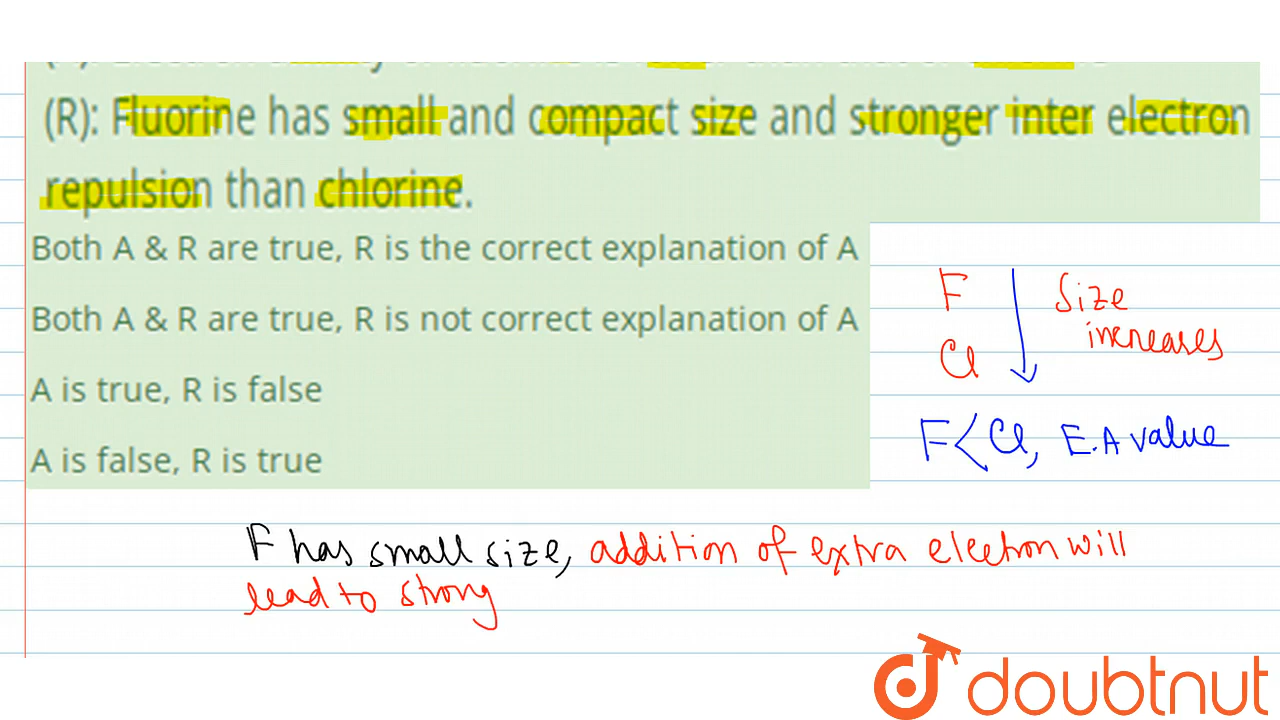 (R): Fluorine has small and compact size and stronger inter electron
repulsion than chlorine.
Both A & R are true, R is the correct explanation of A
Both A & R are true, R is not correct explanation of A
A is true, R is false
A is false, R is true
F
Cl
Size
increases
F < Cl, E.A value
F has small size, addition of extra electron will
lead to strong
doubtnut